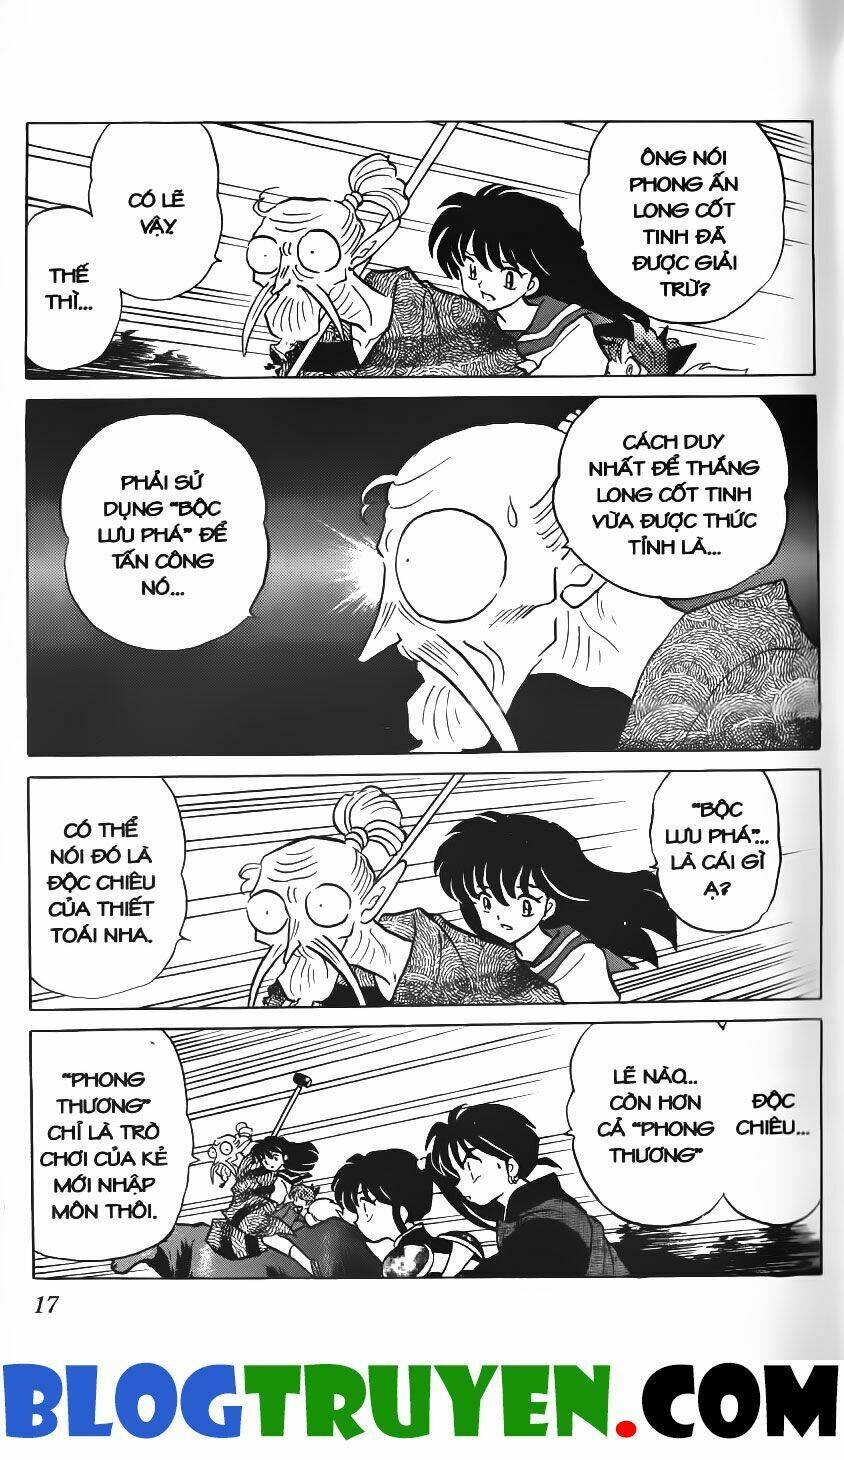 ÔNG NÓI
PHONG ẤN
LONG CỐT
TINH ĐÃ
ĐƯỢC GIẢI
TRỪ?
CÓ LẼ
VẬY.
THẾ
THÌ...
CÁCH DUY
NHẤT ĐỂ THẮNG
LONG CỐT TINH
VỪA ĐƯỢC THỨC
TỈNH LÀ...
PHẢI SỬ
DỤNG "BỘC
LƯU PHÁ" ĐỂ
TẤN CÔNG
NÓ...
"BỘC
LƯU PHÁ"...
LÀ CÁI GÌ
Ạ?
CÓ THỂ
NÓI ĐÓ LÀ
ĐỘC CHIÊU
CỦA THIẾT
TOÁI NHA.
ĐỘC
CHIÊU...
LẼ NÀO...
CÒN HƠN
CẢ "PHONG
THƯƠNG"
"PHONG
THƯƠNG"
CHỈ LÀ TRÒ
CHƠI CỦA KẺ
MỚI NHẬP
MÔN THÔI.
17
BLOGTRUYEN.COM